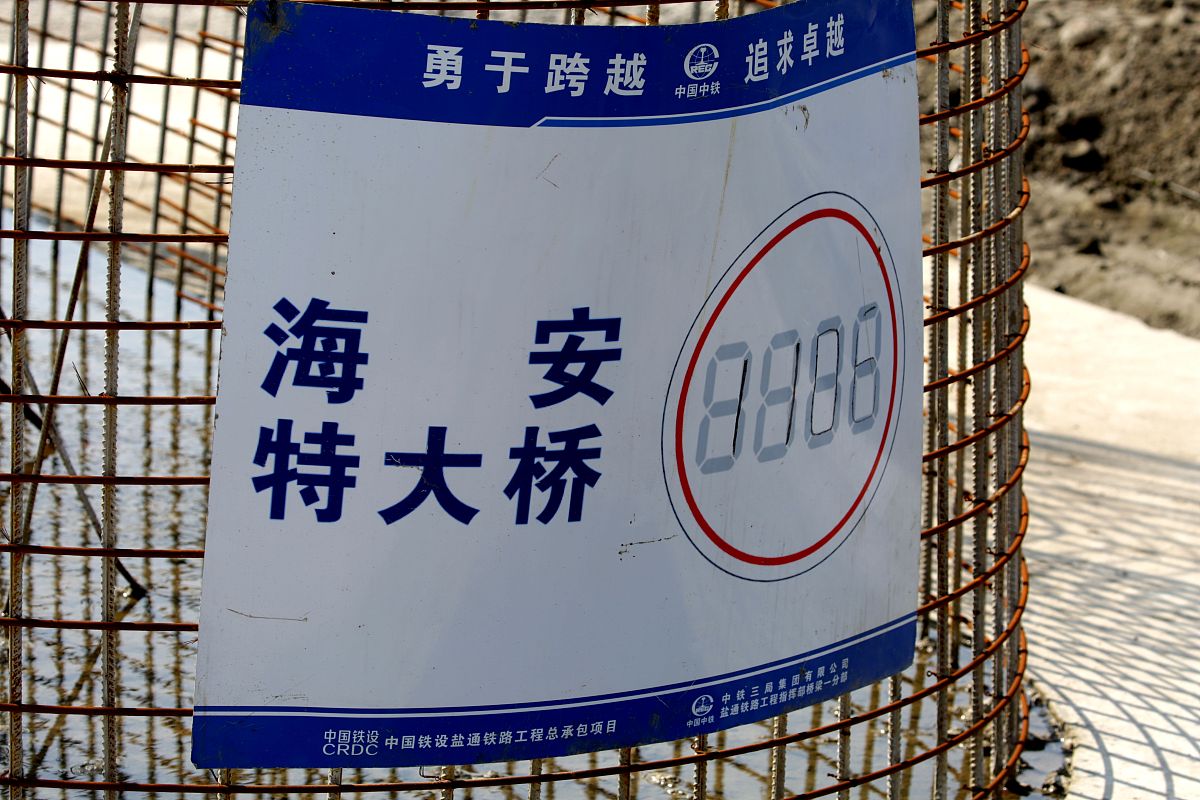 勇于跨越 REC 中国中铁 追求卓越
海安
特大桥
1105
中国铁设
CRDC
中国铁设盐通铁路工程总承包项目
REC
中国中铁
中铁三局集团有限公司
盐通铁路工程指挥部桥梁一分部